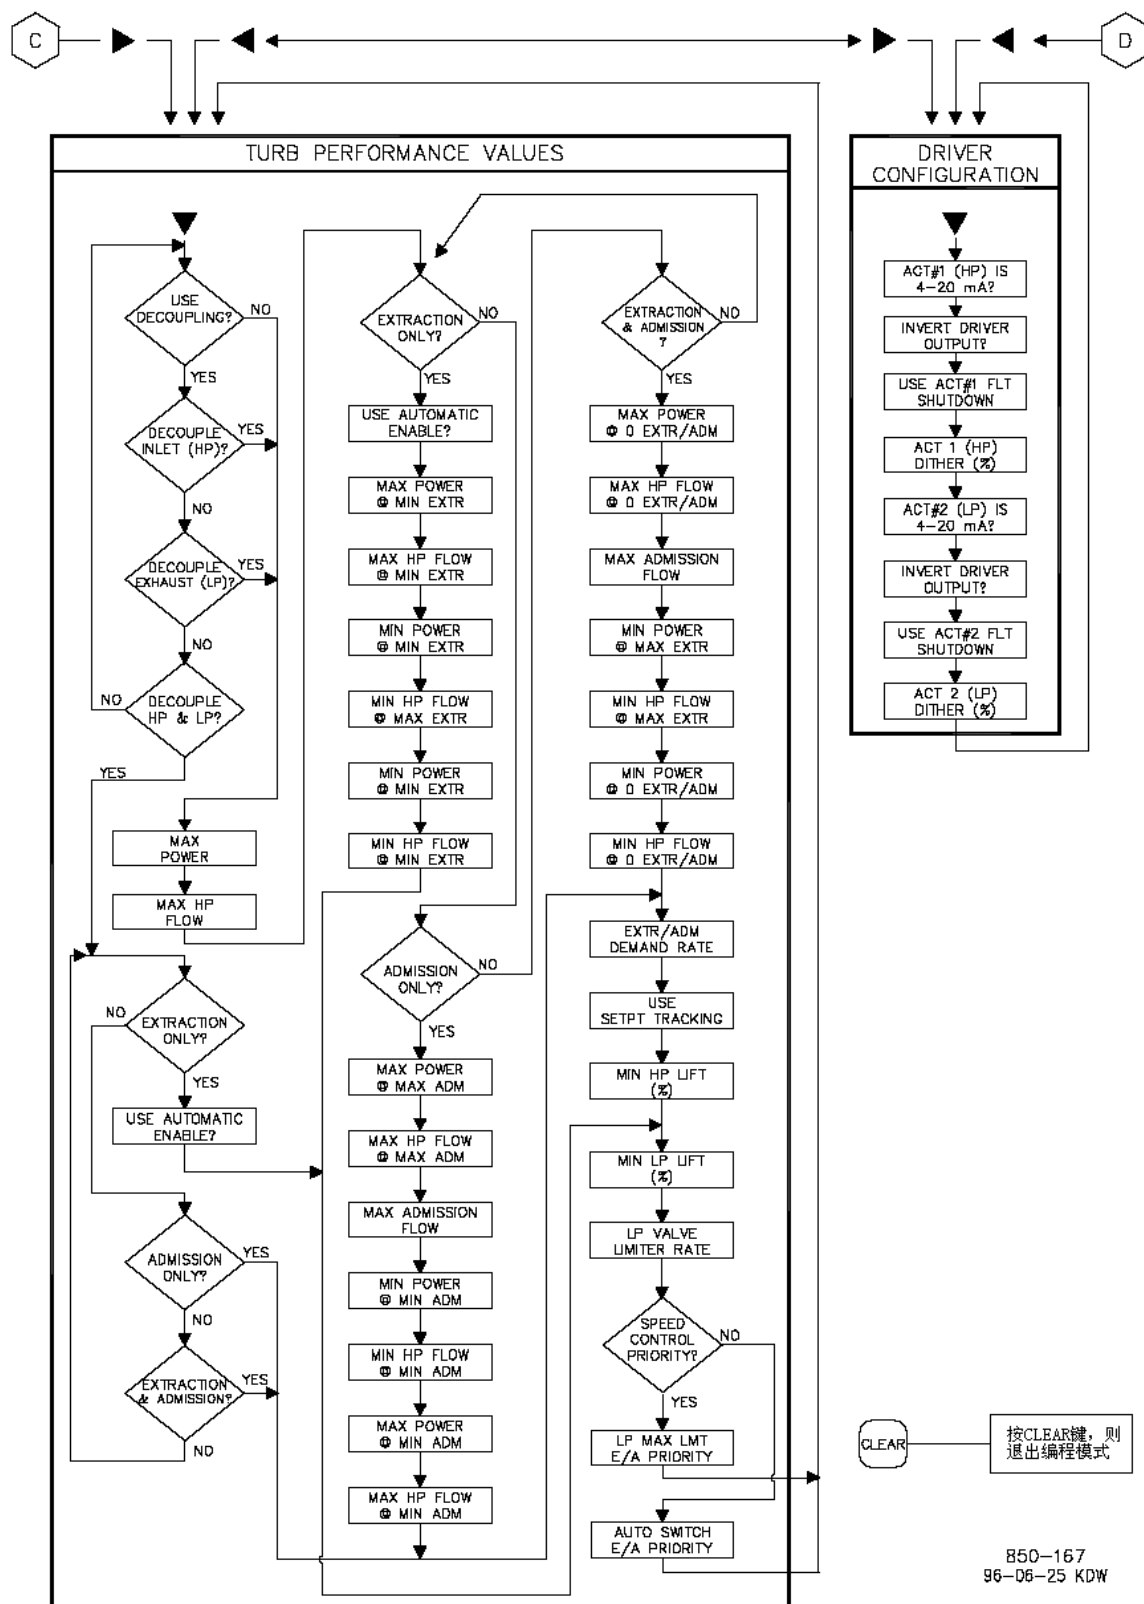 C
D
TURB PERFORMANCE VALUES
USE
DECOUPLING?
NO
YES
DECOUPLE
INLET (HP)?
YES
NO
DECOUPLE
EXHAUST (LP)?
YES
NO
DECOUPLE
HP & LP?
NO
YES
MAX
POWER
MAX HP
FLOW
EXTRACTION
ONLY?
NO
YES
USE AUTOMATIC
ENABLE?
ADMISSION
ONLY?
YES
NO
EXTRACTION
& ADMISSION?
YES
NO
EXTRACTION
ONLY?
NO
YES
USE AUTOMATIC
ENABLE?
MAX POWER
@ MIN EXTR
MAX HP FLOW
@ MIN EXTR
MIN POWER
@ MIN EXTR
MIN HP FLOW
@ MAX EXTR
MIN POWER
@ MIN EXTR
MIN HP FLOW
@ MIN EXTR
ADMISSION
ONLY?
NO
YES
MAX POWER
@ MAX ADM
MAX HP FLOW
@ MAX ADM
MAX ADMISSION
FLOW
MIN POWER
@ MIN ADM
MIN HP FLOW
@ MIN ADM
MAX POWER
@ MIN ADM
MAX HP FLOW
@ MIN ADM
EXTRACTION
& ADMISSION
?
NO
YES
MAX POWER
@ 0 EXTR/ADM
MAX HP FLOW
@ 0 EXTR/ADM
MAX ADMISSION
FLOW
MIN POWER
@ MAX EXTR
MIN HP FLOW
@ MAX EXTR
MIN POWER
@ 0 EXTR/ADM
MIN HP FLOW
@ 0 EXTR/ADM
EXTR/ADM
DEMAND RATE
USE
SETPT TRACKING
MIN HP LIFT
(%)
MIN LP LIFT
(%)
LP VALVE
LIMITER RATE
SPEED
CONTROL
PRIORITY?
NO
YES
LP MAX LMT
E/A PRIORITY
AUTO SWITCH
E/A PRIORITY
DRIVER
CONFIGURATION
ACT#1 (HP) IS
4-20 mA?
INVERT DRIVER
OUTPUT?
USE ACT#1 FLT
SHUTDOWN
ACT 1 (HP)
DITHER (%)
ACT#2 (LP) IS
4-20 mA?
INVERT DRIVER
OUTPUT?
USE ACT#2 FLT
SHUTDOWN
ACT 2 (LP)
DITHER (%)
CLEAR
按CLEAR键，则
退出编程模式
850-167
96-06-25 KDW